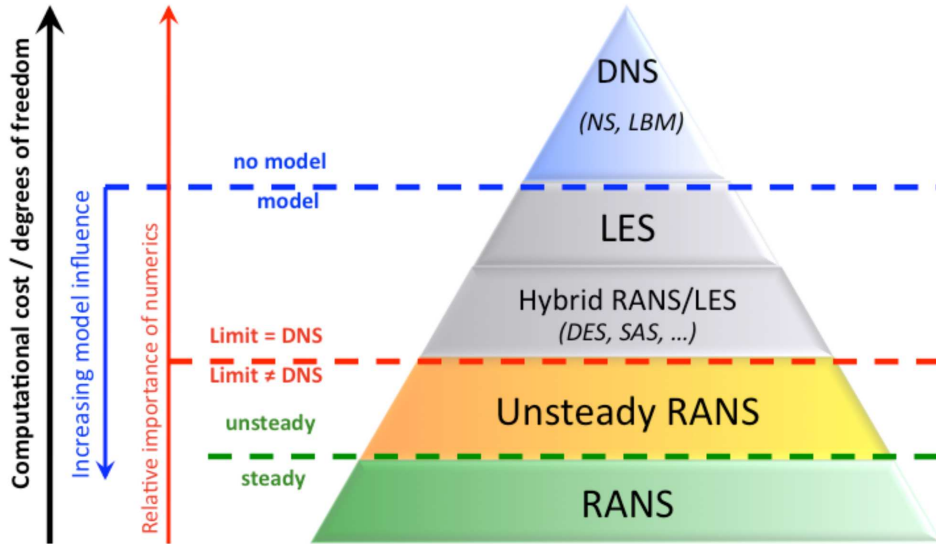 Computational cost / degrees of freedom
Increasing model influence
Relative importance of numerics
DNS
(NS, LBM)
no model
model
LES
Hybrid RANS/LES
(DES, SAS, ...)
Limit = DNS
Limit ≠ DNS
Unsteady RANS
unsteady
steady
RANS